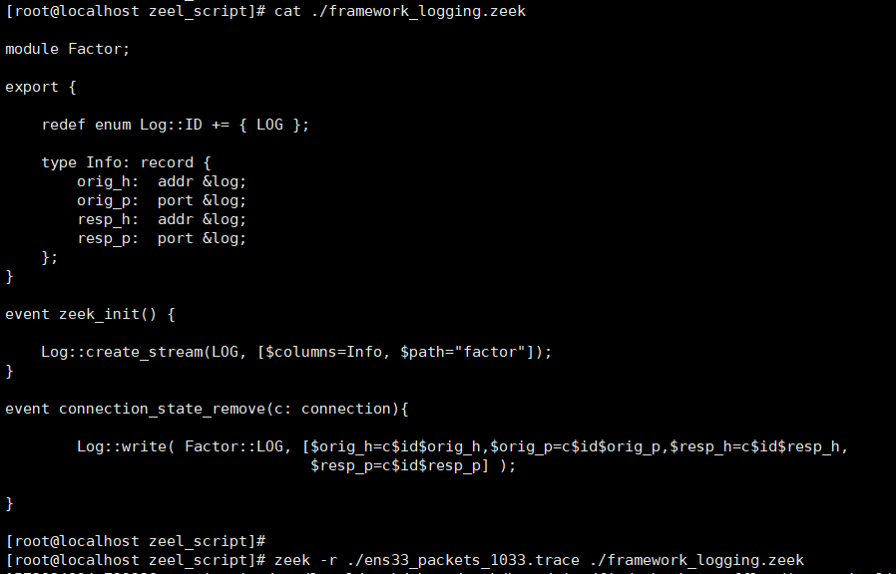 [root@localhost zeel_script]# cat ./framework_logging.zeek
module Factor;
export {
redef enum Log::ID += { LOG };
type Info: record {
orig_h: addr &log;
orig_p: port &log;
resp_h: addr &log;
resp_p: port &log;
};
}
event zeek_init() {
Log::create_stream(LOG, [$columns=Info, $path="factor"]);
}
event connection_state_remove(c: connection){
Log::write( Factor::LOG, [$orig_h=c$id$orig_h,$orig_p=c$id$orig_p,$resp_h=c$id$resp_h,
$resp_p=c$id$resp_p] );
}
[root@localhost zeel_script]#
[root@localhost zeel_script]# zeek -r ./ens33_packets_1033.trace ./framework_logging.zeek